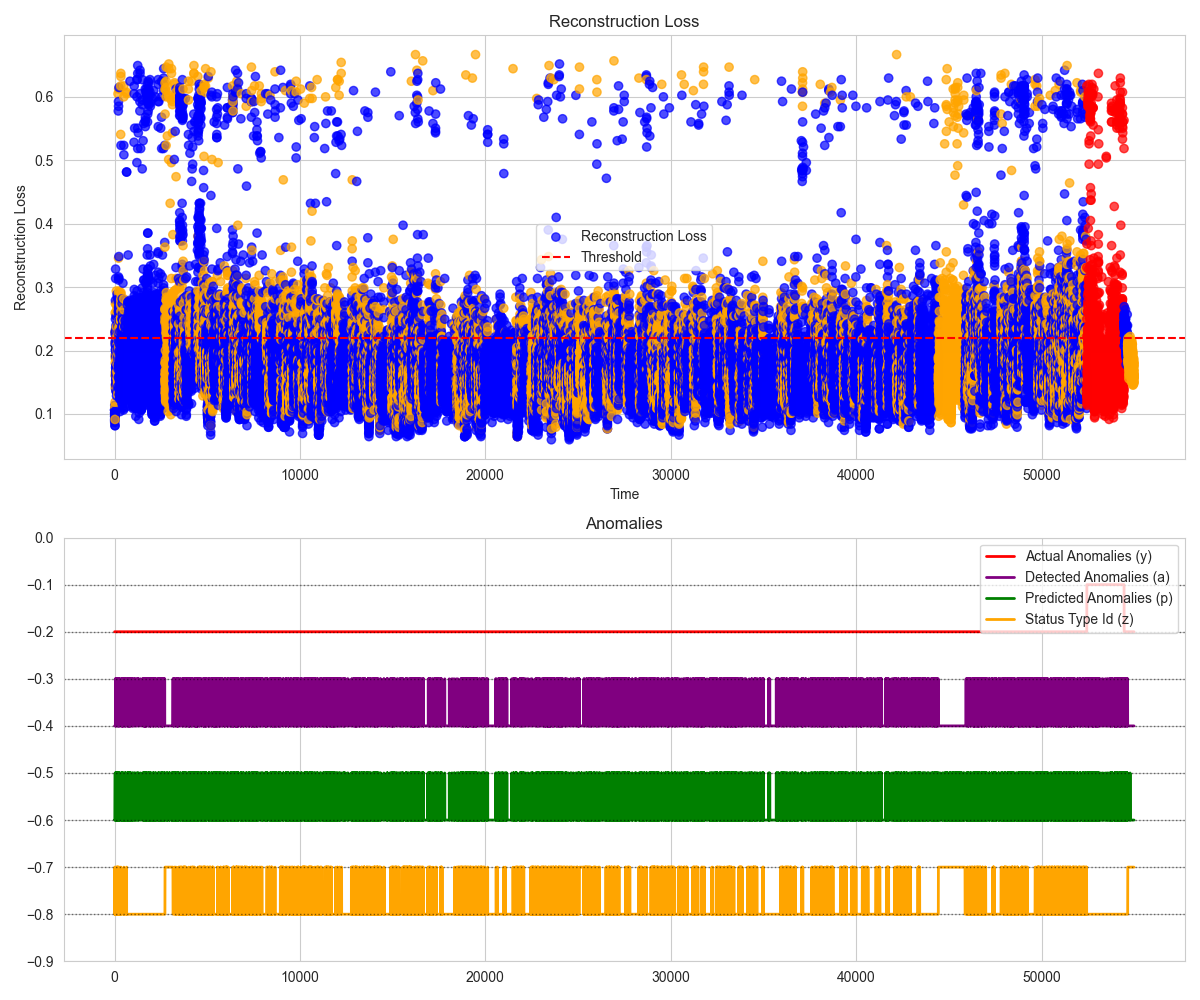 Reconstruction Loss
Reconstruction Loss
0.6
0.5
0.4
0.3
0.2
0.1
Reconstruction Loss
Threshold
0 10000 20000 30000 40000 50000
Time
Anomalies
0.0
−0.1
−0.2
−0.3
−0.4
−0.5
−0.6
−0.7
−0.8
−0.9
Actual Anomalies (y)
Detected Anomalies (a)
Predicted Anomalies (p)
Status Type Id (z)
0 10000 20000 30000 40000 50000